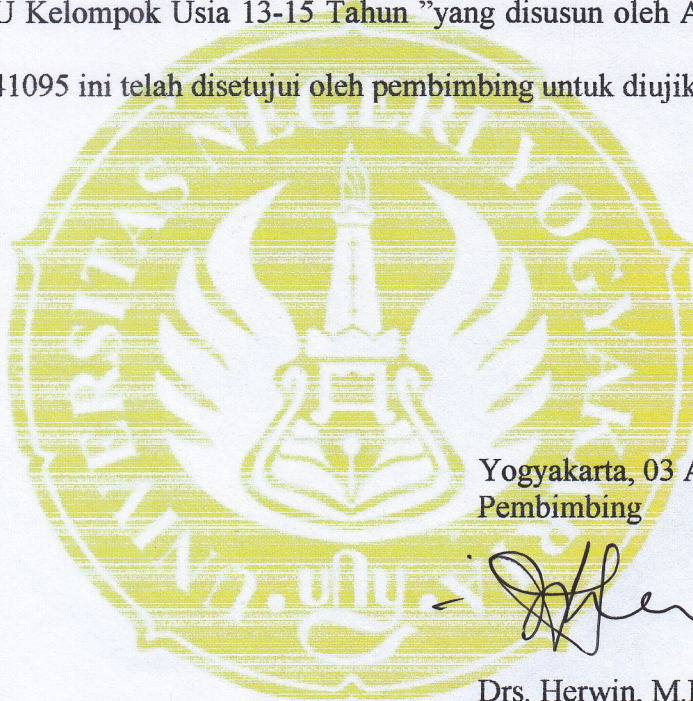 U Kelompok Usia 13-15 Tahun ”yang disusun oleh A
41095 ini telah disetujui oleh pembimbing untuk diujik
UNIVERSITAS NEGERI YOGYAKARTA
uny
Yogyakarta, 03 A
Pembimbing
Drs. Herwin, M.